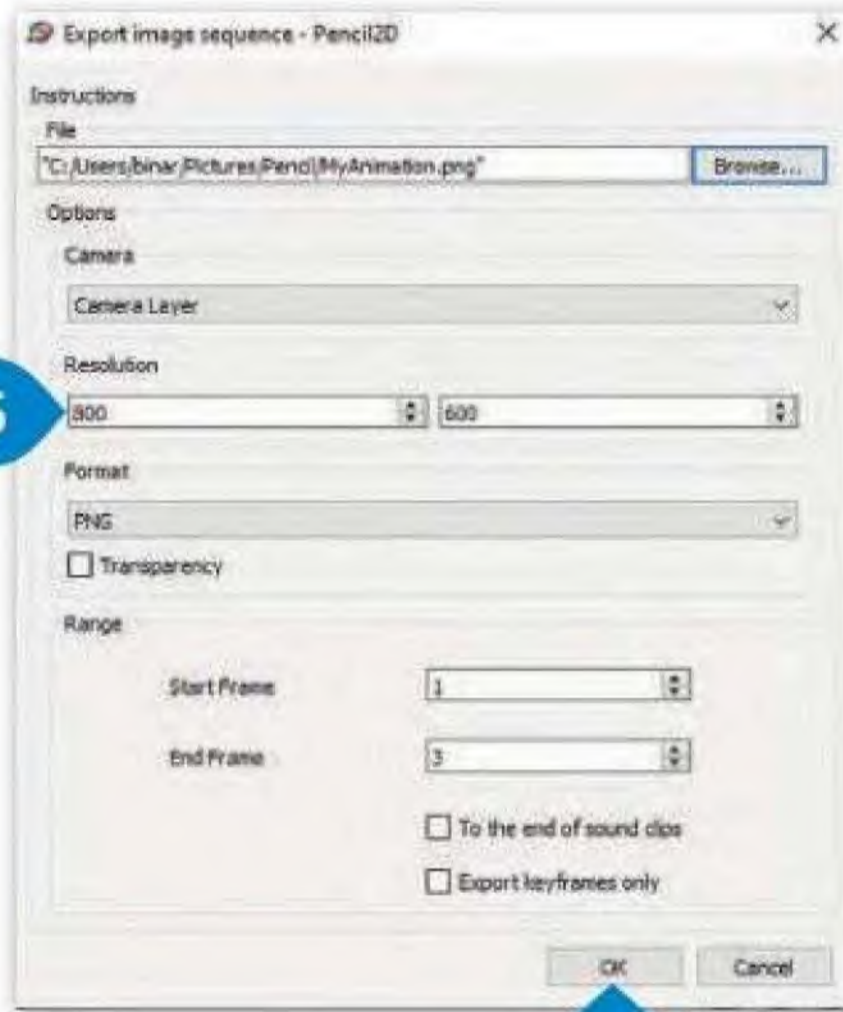 Export image sequence - Pencil2D
Instructions
File
"C:/Users/binar/Pictures/Pencil/MyAnimation.png" Browse...
Options
Camera
Camera Layer
Resolution
800 600
Format
PNG
Transparency
Range
Start Frame 1
End Frame 3
To the end of sound clips
Export keyframes only
OK Cancel